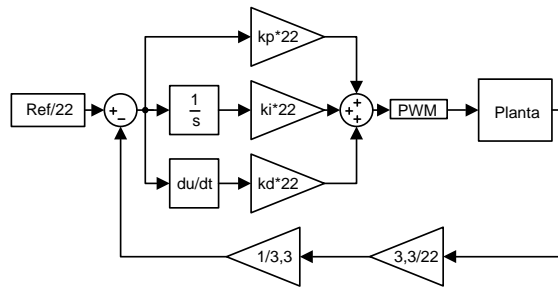 kp*22
Ref/22
+
−
1
s
ki*22
+
+
+
PWM
Planta
du/dt
kd*22
1/3,3
3,3/22